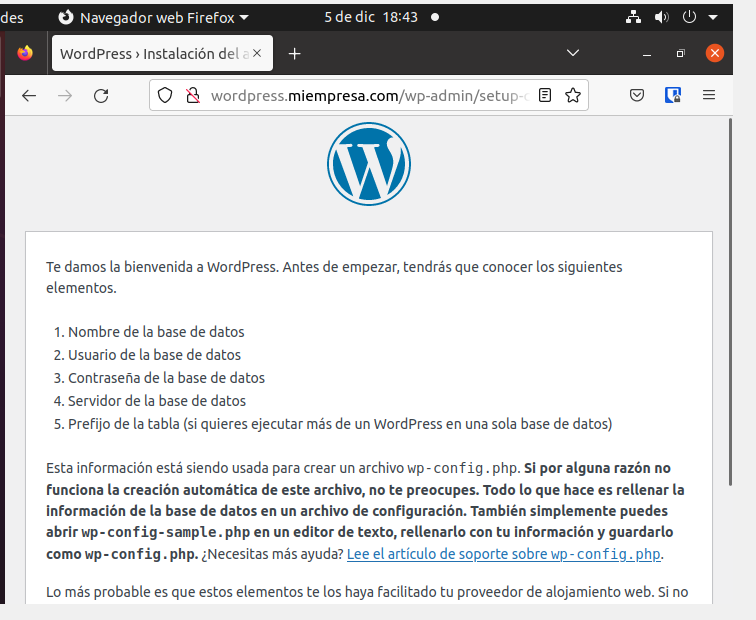 des Navegador web Firefox 5 de dic 18:43
WordPress › Instalación del a
wordpress.miempresa.com/wp-admin/setup-c
Te damos la bienvenida a WordPress. Antes de empezar, tendrás que conocer los siguientes
elementos.
1. Nombre de la base de datos
2. Usuario de la base de datos
3. Contraseña de la base de datos
4. Servidor de la base de datos
5. Prefijo de la tabla (si quieres ejecutar más de un WordPress en una sola base de datos)
Esta información está siendo usada para crear un archivo wp-config.php. Si por alguna razón no
funciona la creación automática de este archivo, no te preocupes. Todo lo que hace es rellenar la
información de la base de datos en un archivo de configuración. También simplemente puedes
abrir wp-config-sample.php en un editor de texto, rellenarlo con tu información y guardarlo
como wp-config.php. ¿Necesitas más ayuda? Lee el artículo de soporte sobre wp-config.php.
Lo más probable es que estos elementos te los haya facilitado tu proveedor de alojamiento web. Si no